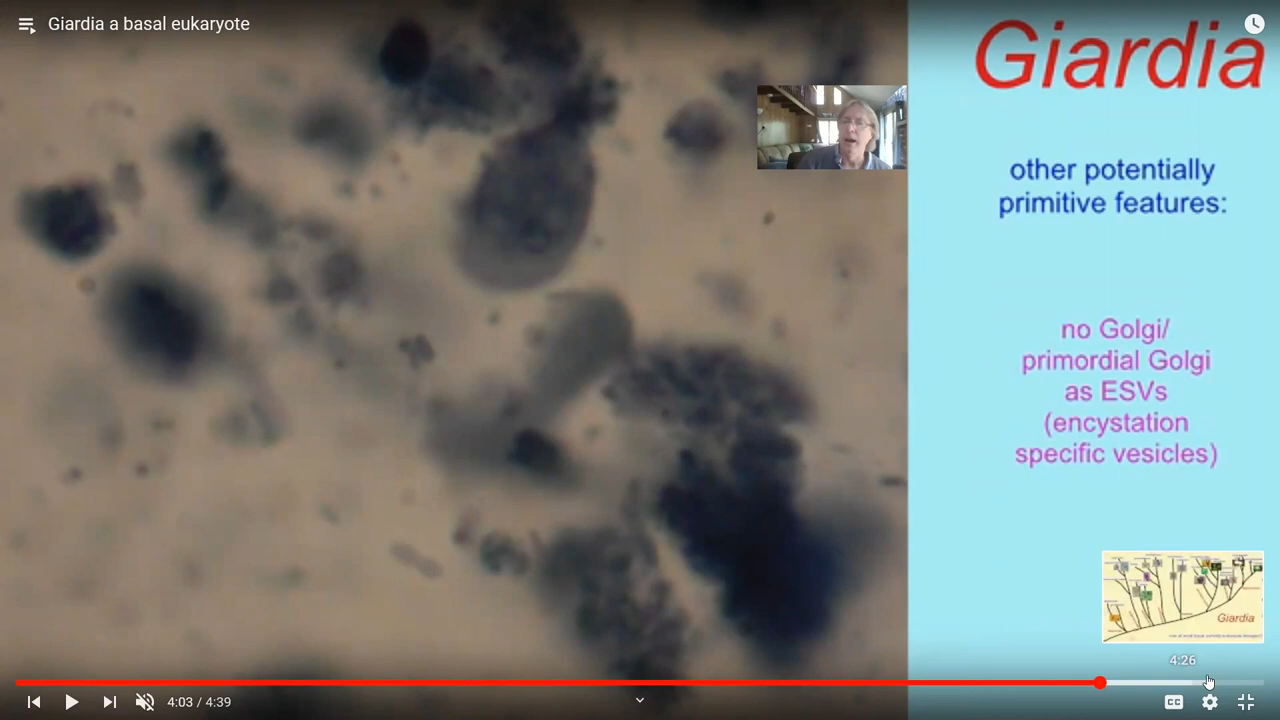 Giardia a basal eukaryote
Giardia
other potentially
primitive features:
no Golgi/
primordial Golgi
as ESVs
(encystation
specific vesicles)
Giardia
4:26
4:03 / 4:39
CC